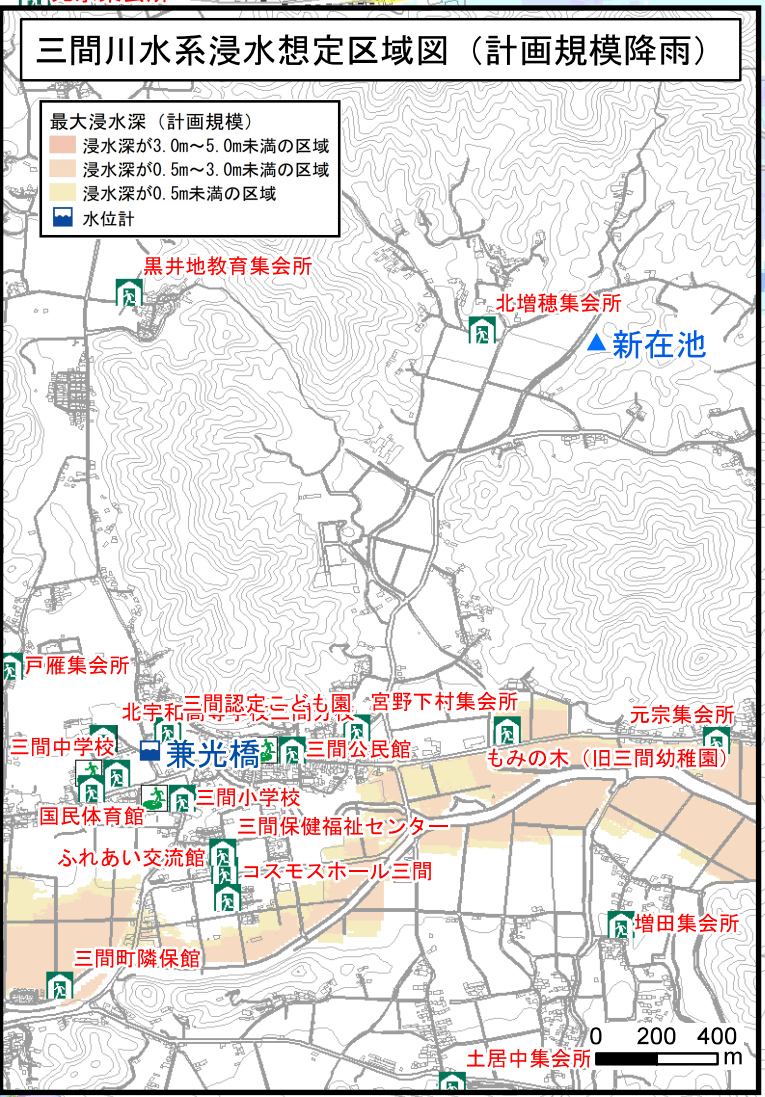 三間川水系浸水想定区域図（計画規模降雨）
最大浸水深（計画規模）
浸水深が3.0m～5.0m未満の区域
浸水深が0.5m～3.0m未満の区域
浸水深が0.5m未満の区域
水位計
黒井地教育集会所
北増穂集会所
新在池
戸雁集会所
三間認定こども園
宮野下村集会所
北宇和高等学校三間分校
元宗集会所
三間中学校
兼光橋
三間公民館
もみの木（旧三間幼稚園）
三間小学校
国民体育館
三間保健福祉センター
ふれあい交流館
コスモスホール三間
増田集会所
三間町隣保館
0 200 400
m
土居中集会所